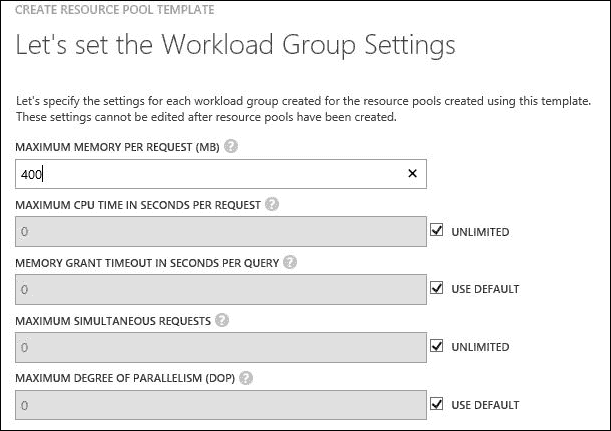 CREATE RESOURCE POOL TEMPLATE
Let's set the Workload Group Settings
Let's specify the settings for each workload group created for the resource pools created using this template.
These settings cannot be edited after resource pools have been created.
MAXIMUM MEMORY PER REQUEST (MB) ?
400 ×
MAXIMUM CPU TIME IN SECONDS PER REQUEST ?
0 UNLIMITED
MEMORY GRANT TIMEOUT IN SECONDS PER QUERY ?
0 USE DEFAULT
MAXIMUM SIMULTANEOUS REQUESTS ?
0 UNLIMITED
MAXIMUM DEGREE OF PARALLELISM (DOP) ?
0 USE DEFAULT